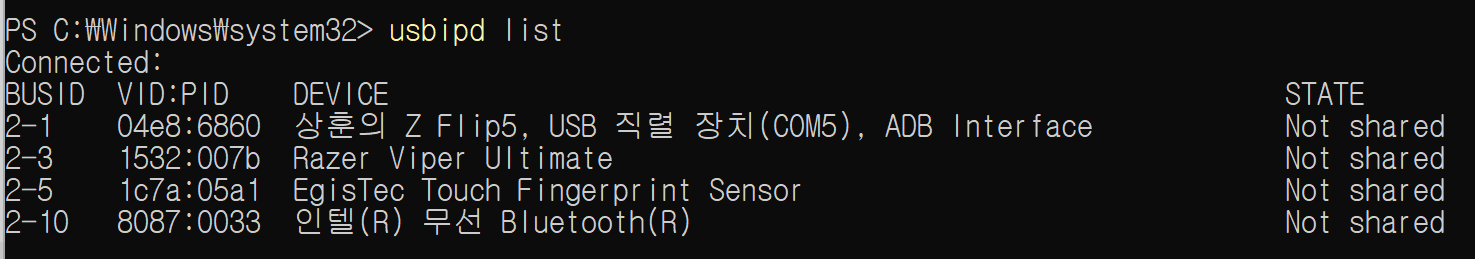 PS C:₩Windows₩system32> usbipd list
Connected:
BUSID VID:PID DEVICE STATE
2-1 04e8:6860 상훈의 Z Flip5, USB 직렬 장치(COM5), ADB Interface Not shared
2-3 1532:007b Razer Viper Ultimate Not shared
2-5 1c7a:05a1 EgisTec Touch Fingerprint Sensor Not shared
2-10 8087:0033 인텔(R) 무선 Bluetooth(R) Not shared